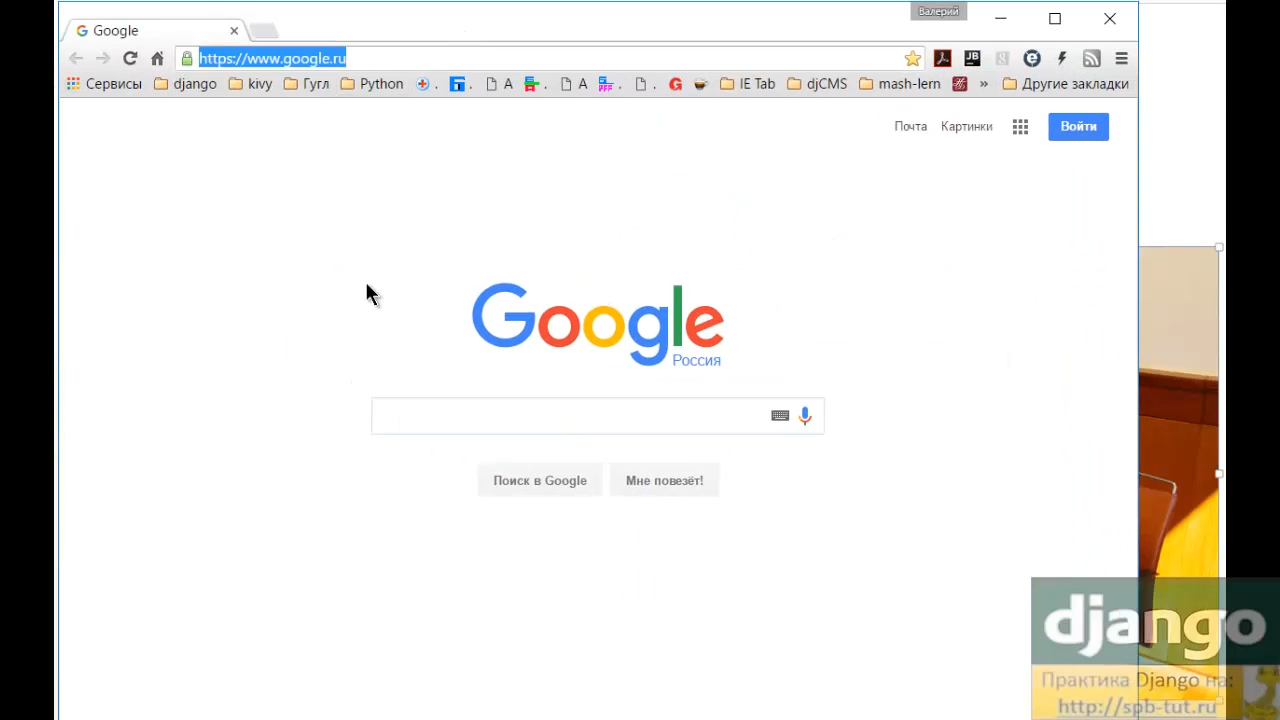 Валерий
Google
https://www.google.ru
Сервисы django kivy Гугл Python . . A . A . . IE Tab djCMS mash-lern » Другие закладки
Почта Картинки Войти
Google
Россия
Поиск в Google Мне повезёт!
django
Практика Django на:
http://spb-tut.ru